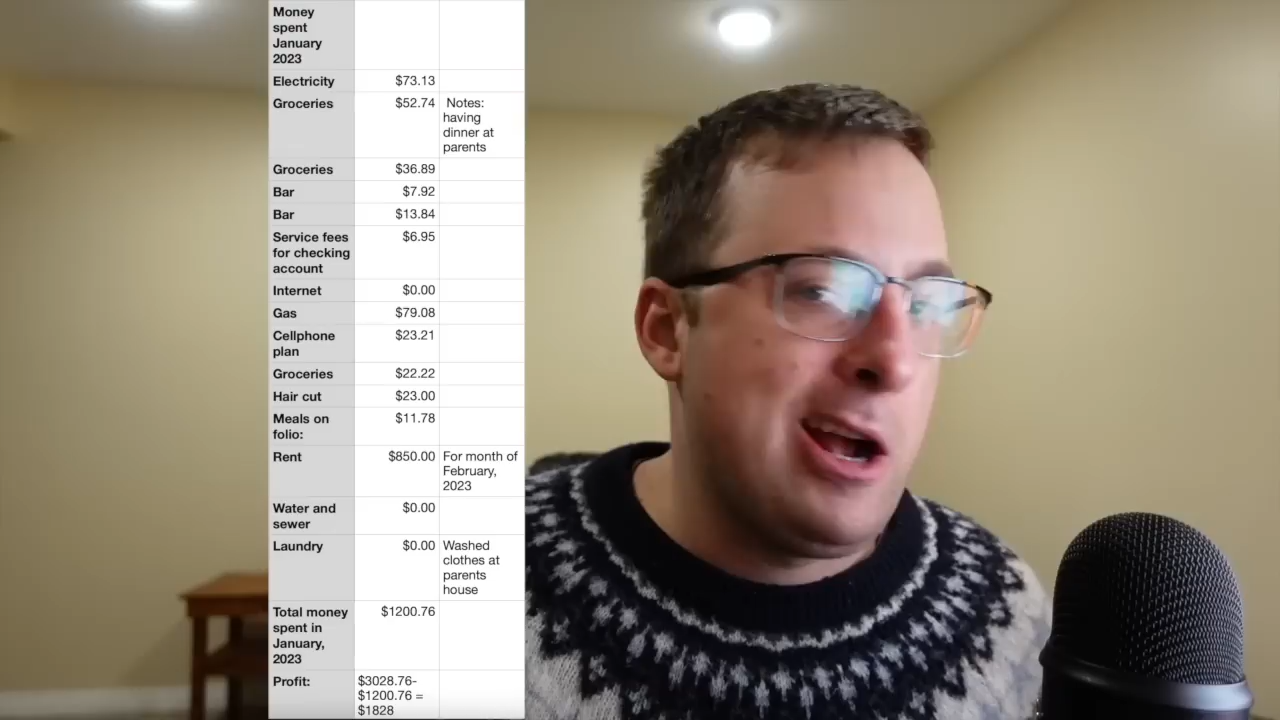 Money
spent
January
2023
Electricity $73.13
Groceries $52.74 Notes:
having
dinner at
parents
Groceries $36.89
Bar $7.92
Bar $13.84
Service fees $6.95
for checking
account
Internet $0.00
Gas $79.08
Cellphone $23.21
plan
Groceries $22.22
Hair cut $23.00
Meals on $11.78
folio:
Rent $850.00 For month of
February,
2023
Water and $0.00
sewer
Laundry $0.00 Washed
clothes at
parents
house
Total money $1200.76
spent in
January,
2023
Profit: $3028.76-
$1200.76 =
$1828